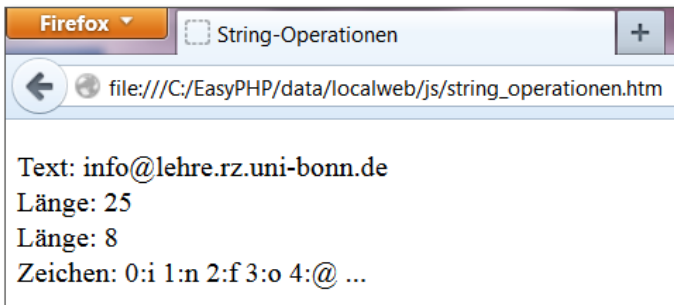 Firefox
String-Operationen
+
file:///C:/EasyPHP/data/localweb/js/string_operationen.htm
Text: info@lehre.rz.uni-bonn.de
Länge: 25
Länge: 8
Zeichen: 0:i 1:n 2:f 3:o 4:@ ...